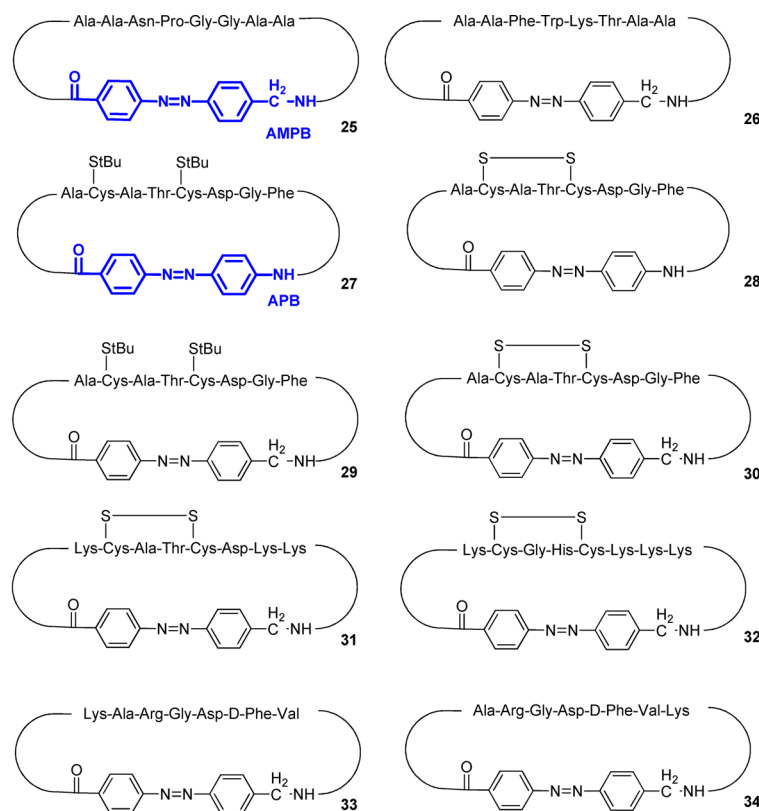 Ala-Ala-Asn-Pro-Gly-Gly-Ala-Ala
O
N=N
H2
C
NH
AMPB
25
Ala-Ala-Phe-Trp-Lys-Thr-Ala-Ala
O
N=N
H2
C
NH
26
StBu StBu
Ala-Cys-Ala-Thr-Cys-Asp-Gly-Phe
O
N=N
NH
APB
27
S S
Ala-Cys-Ala-Thr-Cys-Asp-Gly-Phe
O
N=N
NH
28
StBu StBu
Ala-Cys-Ala-Thr-Cys-Asp-Gly-Phe
O
N=N
H2
C
NH
29
S S
Ala-Cys-Ala-Thr-Cys-Asp-Gly-Phe
O
N=N
H2
C
NH
30
S S
Lys-Cys-Ala-Thr-Cys-Asp-Lys-Lys
O
N=N
H2
C
NH
31
S S
Lys-Cys-Gly-His-Cys-Lys-Lys-Lys
O
N=N
H2
C
NH
32
Lys-Ala-Arg-Gly-Asp-D-Phe-Val
O
N=N
H2
C
NH
33
Ala-Arg-Gly-Asp-D-Phe-Val-Lys
O
N=N
H2
C
NH
34